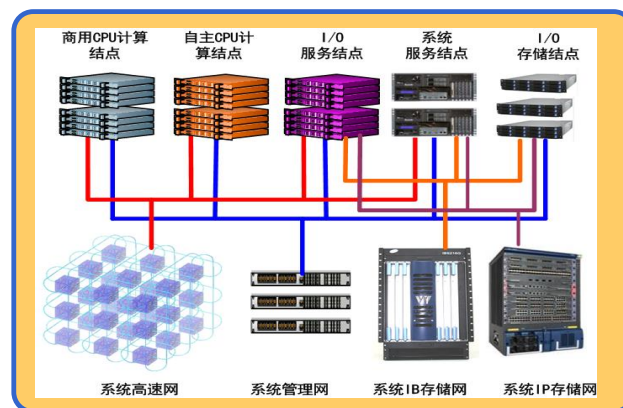 商用CPU计算
结点
自主CPU计
算结点
I/O
服务结点
系统
服务结点
I/O
存储结点
系统高速网
系统管理网
系统IB存储网
系统IP存储网